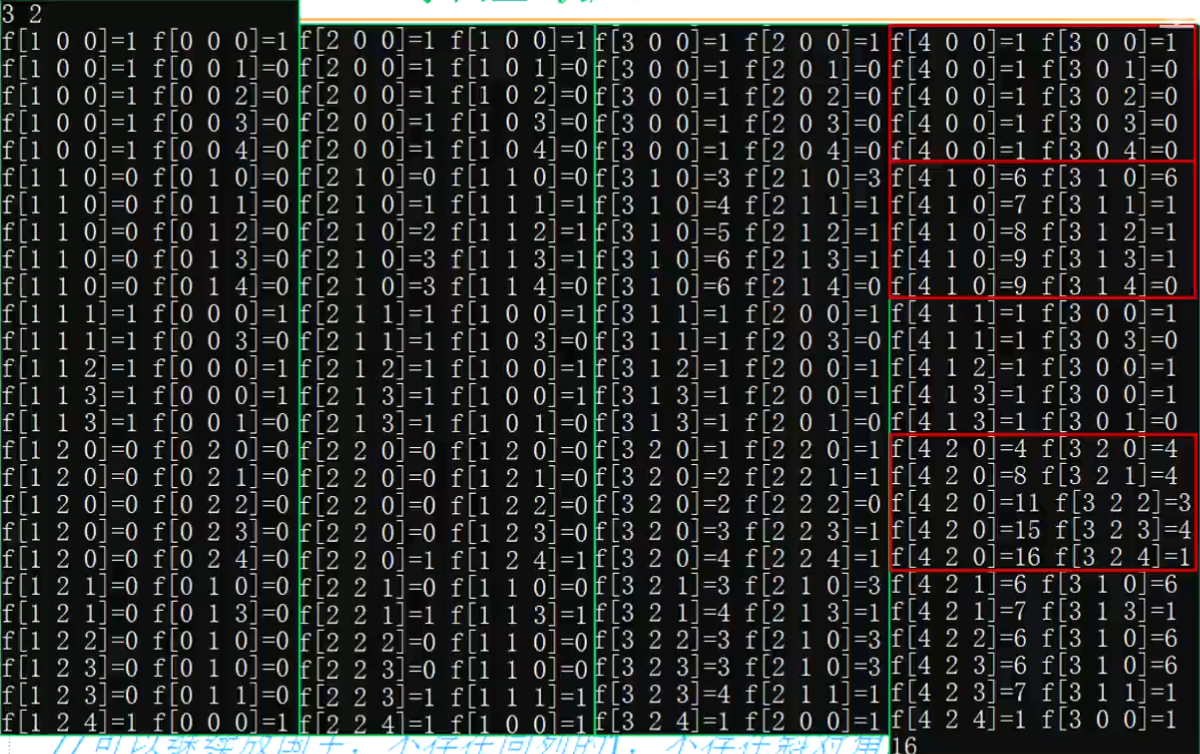 3 2
f[1 0 0]=1 f[0 0 0]=1
f[1 0 0]=1 f[0 0 1]=0
f[1 0 0]=1 f[0 0 2]=0
f[1 0 0]=1 f[0 0 3]=0
f[1 0 0]=1 f[0 0 4]=0
f[1 1 0]=0 f[0 1 0]=0
f[1 1 0]=0 f[0 1 1]=0
f[1 1 0]=0 f[0 1 2]=0
f[1 1 0]=0 f[0 1 3]=0
f[1 1 0]=0 f[0 1 4]=0
f[1 1 1]=1 f[0 0 0]=1
f[1 1 1]=1 f[0 0 3]=0
f[1 1 2]=1 f[0 0 0]=1
f[1 1 3]=1 f[0 0 0]=1
f[1 1 3]=1 f[0 0 1]=0
f[1 2 0]=0 f[0 2 0]=0
f[1 2 0]=0 f[0 2 1]=0
f[1 2 0]=0 f[0 2 2]=0
f[1 2 0]=0 f[0 2 3]=0
f[1 2 0]=0 f[0 2 4]=0
f[1 2 1]=0 f[0 1 0]=0
f[1 2 1]=0 f[0 1 3]=0
f[1 2 2]=0 f[0 1 0]=0
f[1 2 3]=0 f[0 1 0]=0
f[1 2 3]=0 f[0 1 1]=0
f[1 2 4]=1 f[0 0 0]=1
f[2 0 0]=1 f[1 0 0]=1
f[2 0 0]=1 f[1 0 1]=0
f[2 0 0]=1 f[1 0 2]=0
f[2 0 0]=1 f[1 0 3]=0
f[2 0 0]=1 f[1 0 4]=0
f[2 1 0]=0 f[1 1 0]=0
f[2 1 0]=1 f[1 1 1]=1
f[2 1 0]=2 f[1 1 2]=1
f[2 1 0]=3 f[1 1 3]=1
f[2 1 0]=3 f[1 1 4]=0
f[2 1 1]=1 f[1 0 0]=1
f[2 1 1]=1 f[1 0 3]=0
f[2 1 2]=1 f[1 0 0]=1
f[2 1 3]=1 f[1 0 0]=1
f[2 1 3]=1 f[1 0 1]=0
f[2 2 0]=0 f[1 2 0]=0
f[2 2 0]=0 f[1 2 1]=0
f[2 2 0]=0 f[1 2 2]=0
f[2 2 0]=0 f[1 2 3]=0
f[2 2 0]=1 f[1 2 4]=1
f[2 2 1]=0 f[1 1 0]=0
f[2 2 1]=1 f[1 1 3]=1
f[2 2 2]=0 f[1 1 0]=0
f[2 2 3]=0 f[1 1 0]=0
f[2 2 3]=1 f[1 1 1]=1
f[2 2 4]=1 f[1 0 0]=1
f[3 0 0]=1 f[2 0 0]=1
f[3 0 0]=1 f[2 0 1]=0
f[3 0 0]=1 f[2 0 2]=0
f[3 0 0]=1 f[2 0 3]=0
f[3 0 0]=1 f[2 0 4]=0
f[3 1 0]=3 f[2 1 0]=3
f[3 1 0]=4 f[2 1 1]=1
f[3 1 0]=5 f[2 1 2]=1
f[3 1 0]=6 f[2 1 3]=1
f[3 1 0]=6 f[2 1 4]=0
f[3 1 1]=1 f[2 0 0]=1
f[3 1 1]=1 f[2 0 3]=0
f[3 1 2]=1 f[2 0 0]=1
f[3 1 3]=1 f[2 0 0]=1
f[3 1 3]=1 f[2 0 1]=0
f[3 2 0]=1 f[2 2 0]=1
f[3 2 0]=2 f[2 2 1]=1
f[3 2 0]=2 f[2 2 2]=0
f[3 2 0]=3 f[2 2 3]=1
f[3 2 0]=4 f[2 2 4]=1
f[3 2 1]=3 f[2 1 0]=3
f[3 2 1]=4 f[2 1 3]=1
f[3 2 2]=3 f[2 1 0]=3
f[3 2 3]=3 f[2 1 0]=3
f[3 2 3]=4 f[2 1 1]=1
f[3 2 4]=1 f[2 0 0]=1
f[4 0 0]=1 f[3 0 0]=1
f[4 0 0]=1 f[3 0 1]=0
f[4 0 0]=1 f[3 0 2]=0
f[4 0 0]=1 f[3 0 3]=0
f[4 0 0]=1 f[3 0 4]=0
f[4 1 0]=6 f[3 1 0]=6
f[4 1 0]=7 f[3 1 1]=1
f[4 1 0]=8 f[3 1 2]=1
f[4 1 0]=9 f[3 1 3]=1
f[4 1 0]=9 f[3 1 4]=0
f[4 1 1]=1 f[3 0 0]=1
f[4 1 1]=1 f[3 0 3]=0
f[4 1 2]=1 f[3 0 0]=1
f[4 1 3]=1 f[3 0 0]=1
f[4 1 3]=1 f[3 0 1]=0
f[4 2 0]=4 f[3 2 0]=4
f[4 2 0]=8 f[3 2 1]=4
f[4 2 0]=11 f[3 2 2]=3
f[4 2 0]=15 f[3 2 3]=4
f[4 2 0]=16 f[3 2 4]=1
f[4 2 1]=6 f[3 1 0]=6
f[4 2 1]=7 f[3 1 3]=1
f[4 2 2]=6 f[3 1 0]=6
f[4 2 3]=6 f[3 1 0]=6
f[4 2 3]=7 f[3 1 1]=1
f[4 2 4]=1 f[3 0 0]=1
16
//可以继续放国王，不存在同列的1，不存在斜对角